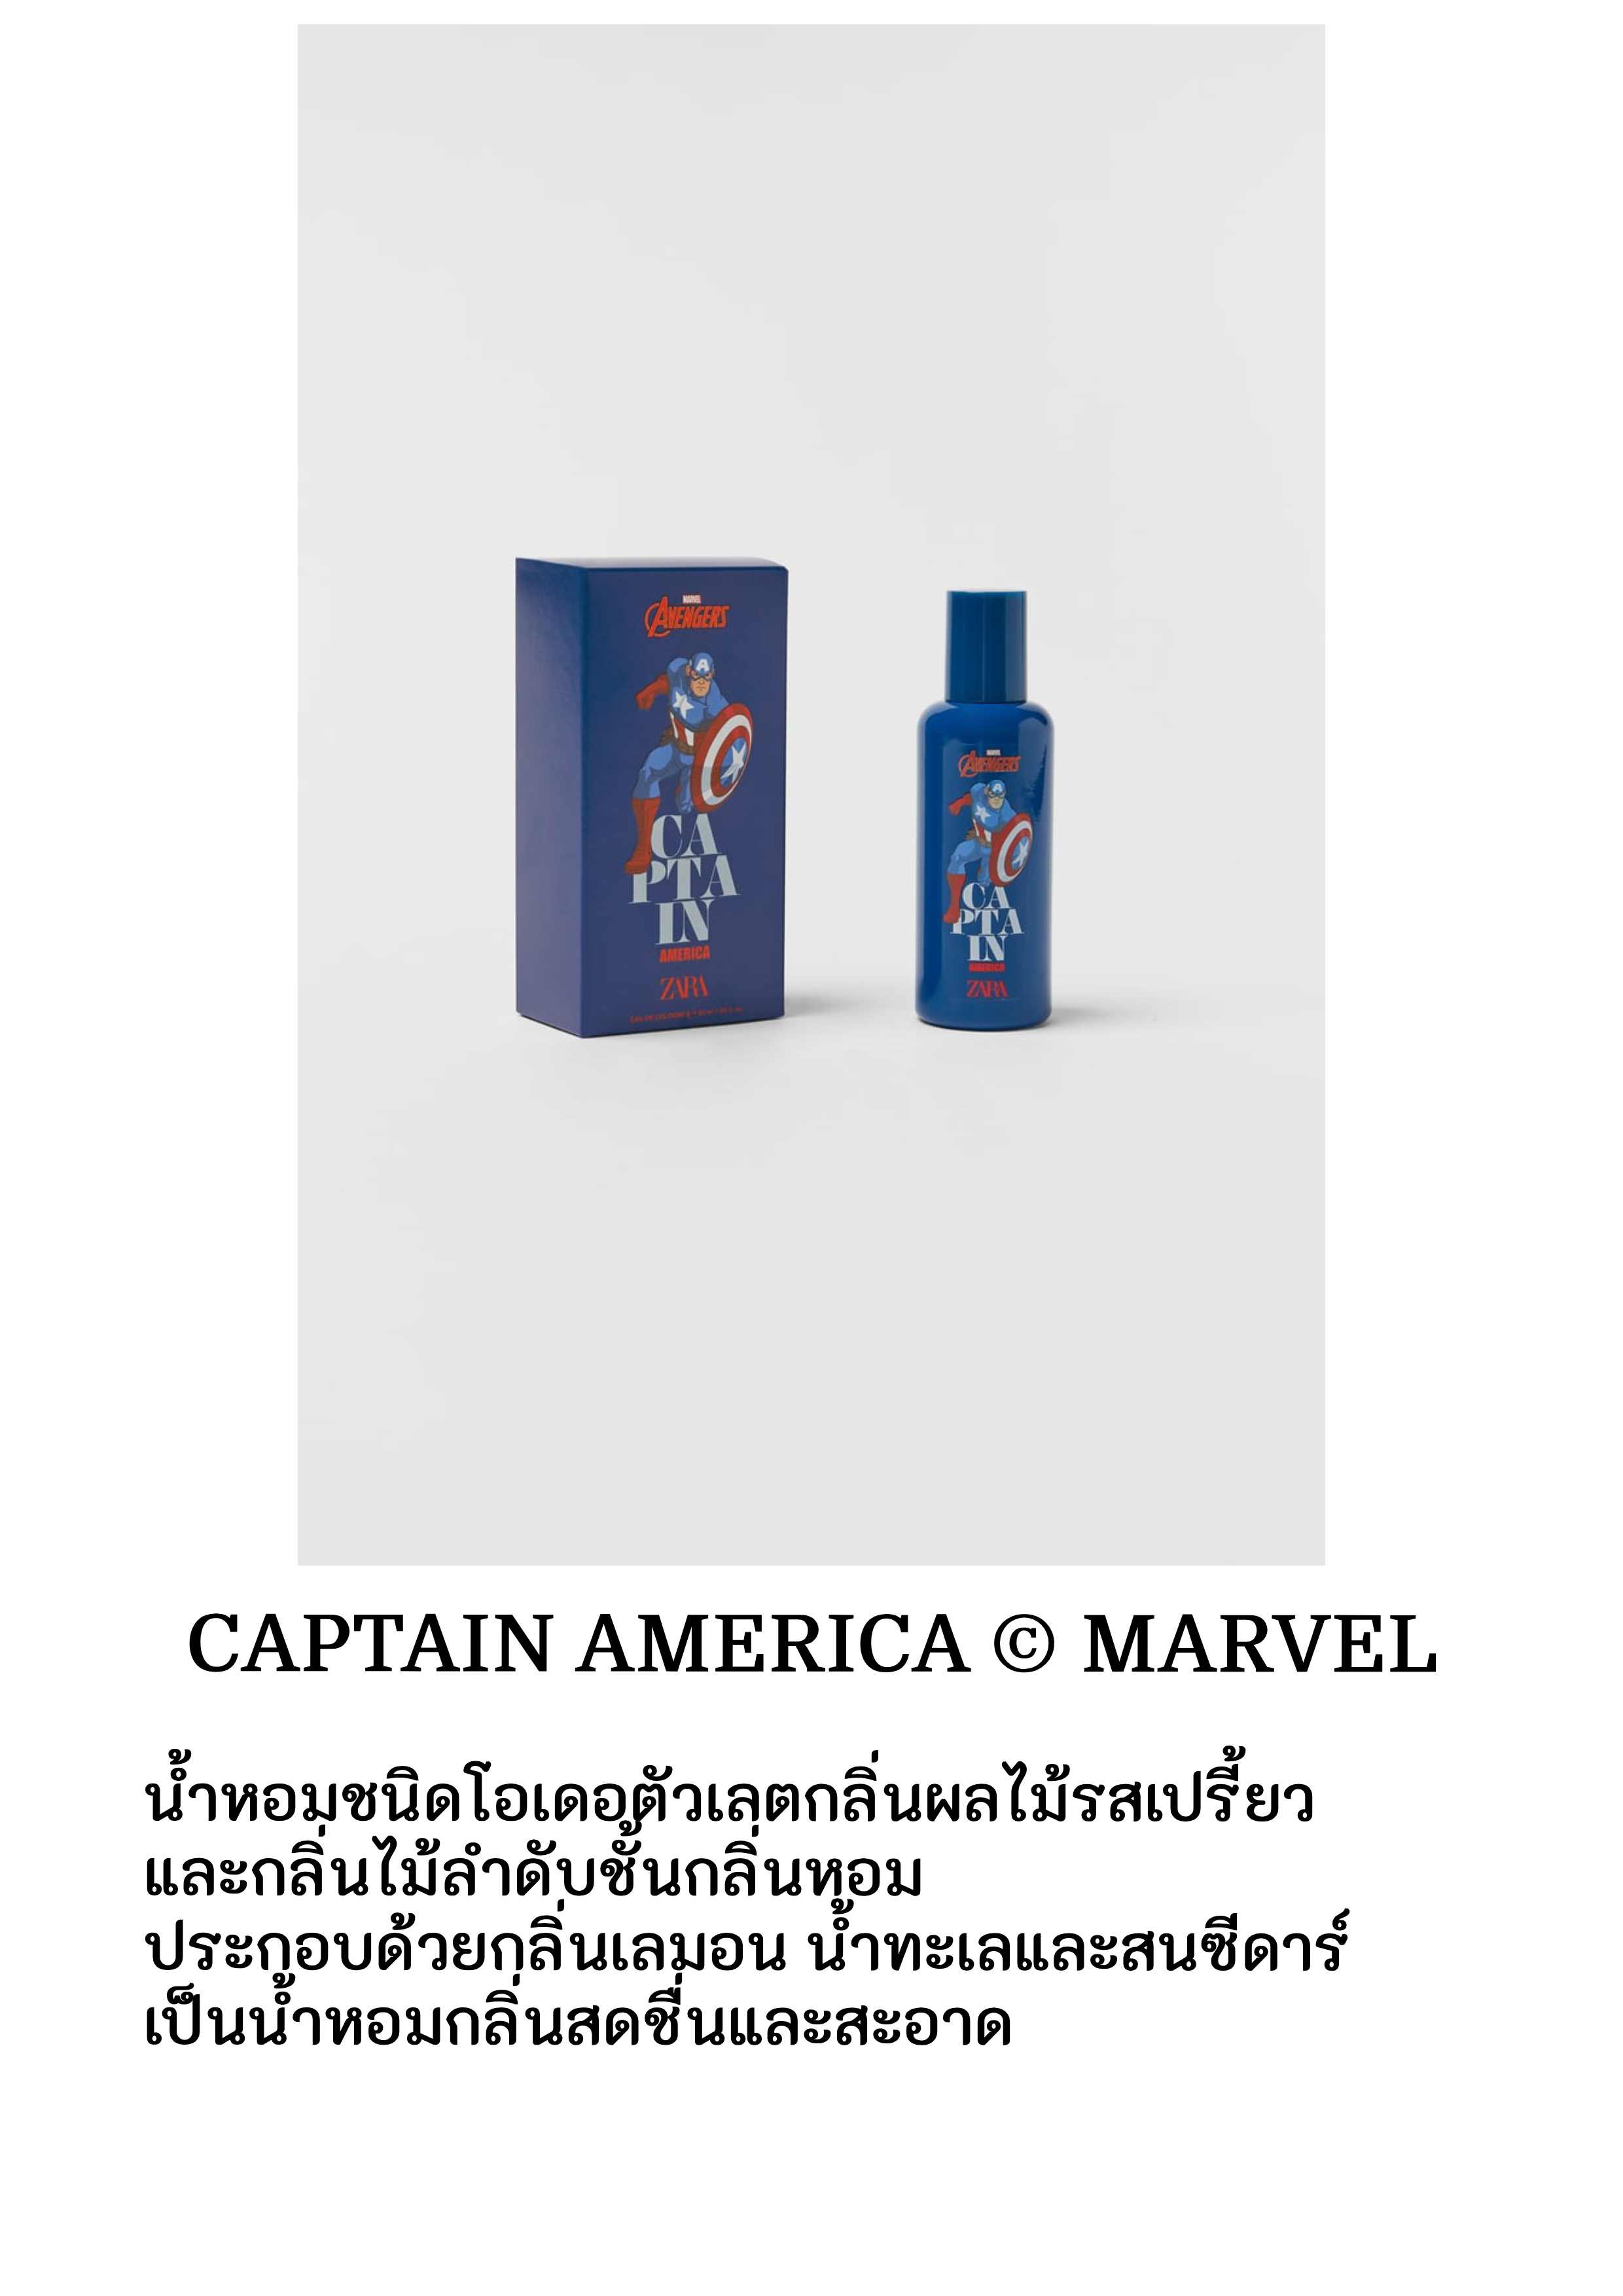 MARVEL
AVENGERS
CA
PTA
IN
AMERICA
ZARA
MARVEL
AVENGERS
CA
PTA
IN
AMERICA
ZARA
CAPTAIN AMERICA © MARVEL
น้ำหอมชนิดโอเดอตัวเลตกลิ่นผลไม้รสเปรี้ยว
และกลิ่นไม้ลำดับชั้นกลิ่นหอม
ประกอบด้วยกลิ่นเลมอน น้ำทะเลและสนซีดาร์
เป็นน้ำหอมกลิ่นสดชื่นและสะอาด